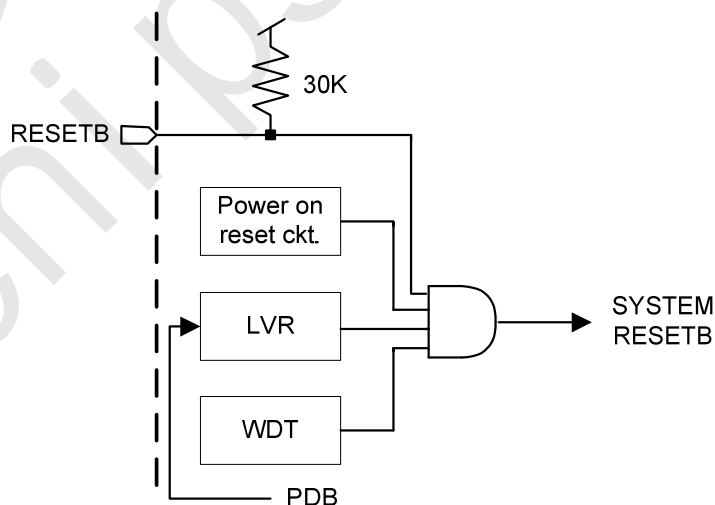 30K
RESETB
Power on
reset ckt.
LVR
SYSTEM
RESETB
WDT
PDB